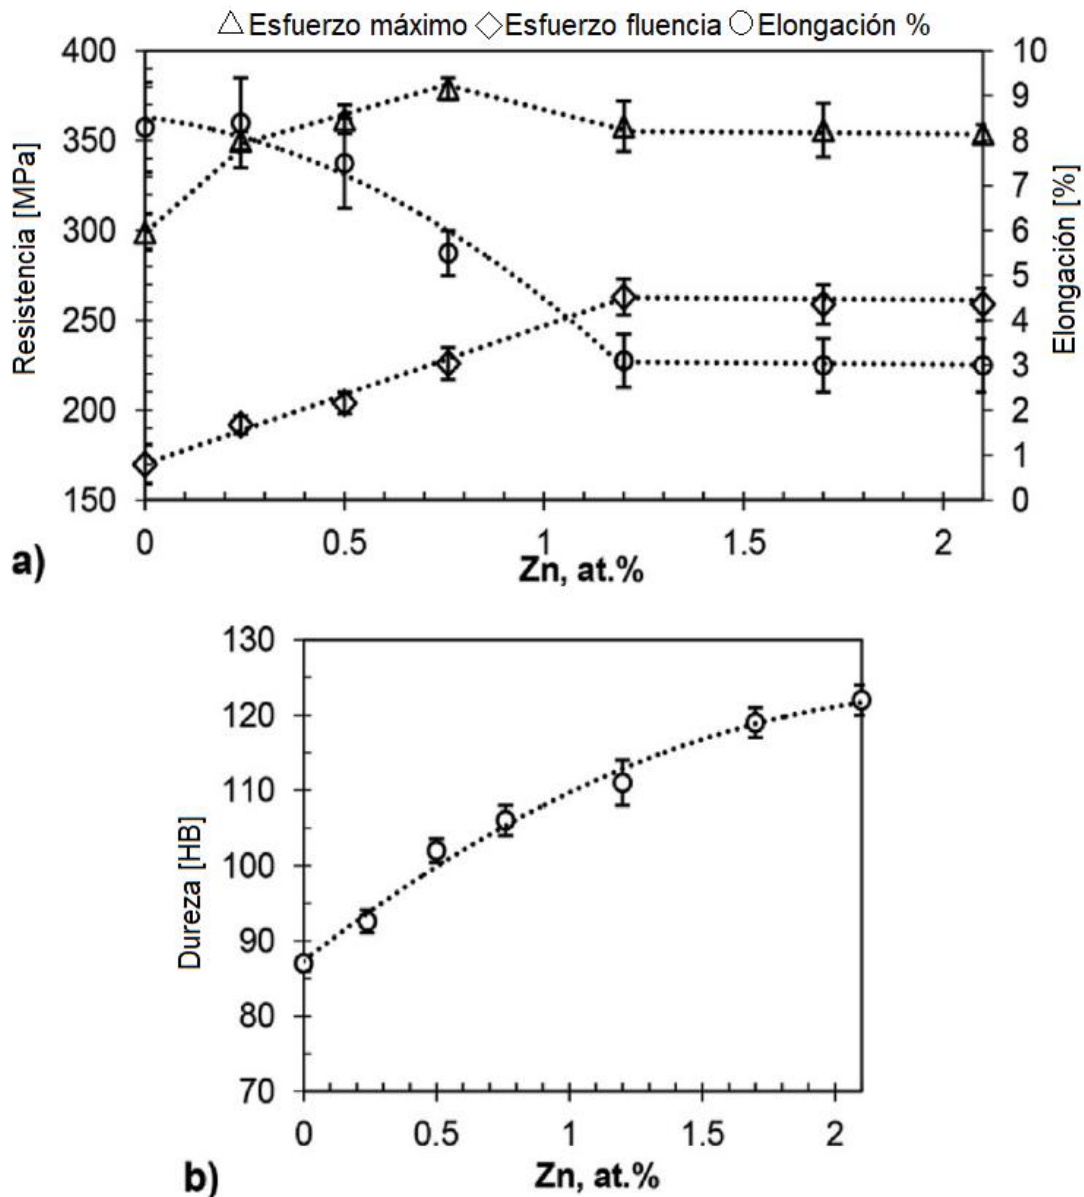 △Esfuerzo máximo ◇Esfuerzo fluencia ○Elongación %
400
350
300
250
200
150
Resistencia [MPa]
10
9
8
7
6
5
4
3
2
1
0
Elongación [%]
0 0.5 1 1.5 2
Zn, at.%
a)
130
120
110
100
90
80
70
Dureza [HB]
0 0.5 1 1.5 2
Zn, at.%
b)